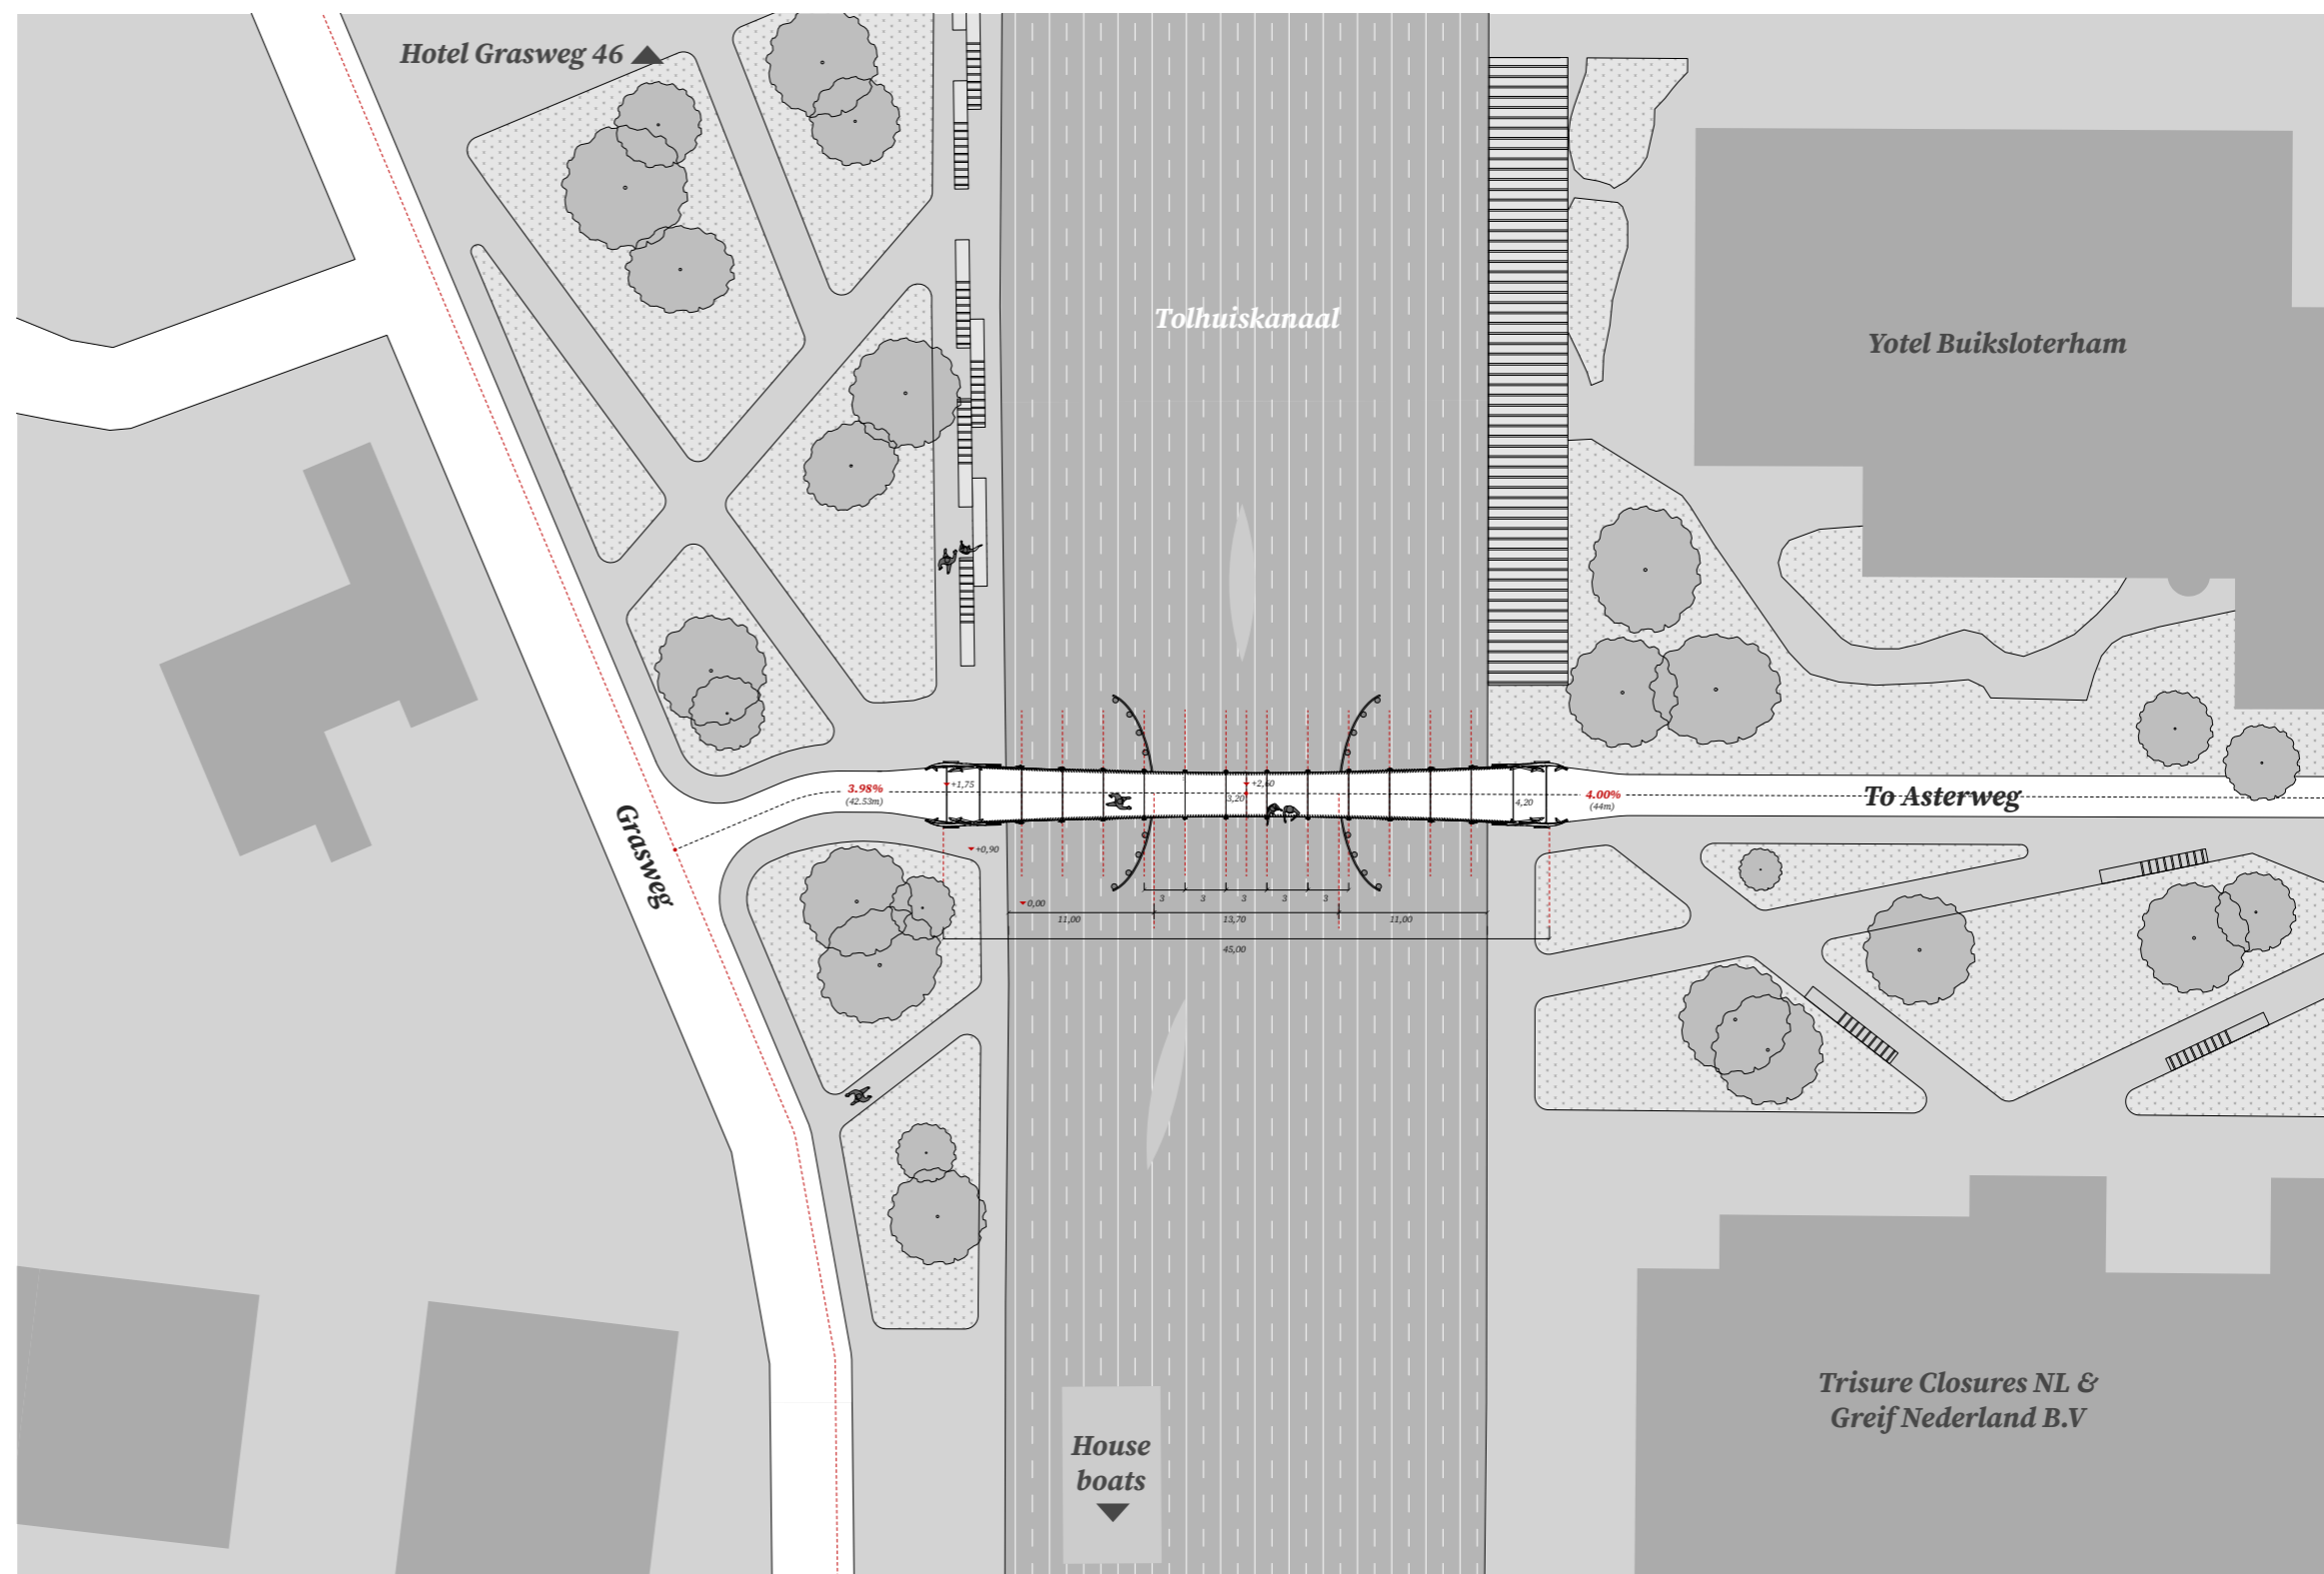 Hotel Grasweg 46
Tolhuiskanaal
Yotel Buiksloterham
3.98%
(42.53m)
+1,75
+2,60
3,20
4,20
4.00%
(44m)
To Asterweg
Grasweg
+0,90
0,00
3
3
3
3
3
11,00
13,70
11,00
45,00
Trisure Closures NL &
Greif Nederland B.V
House
boats